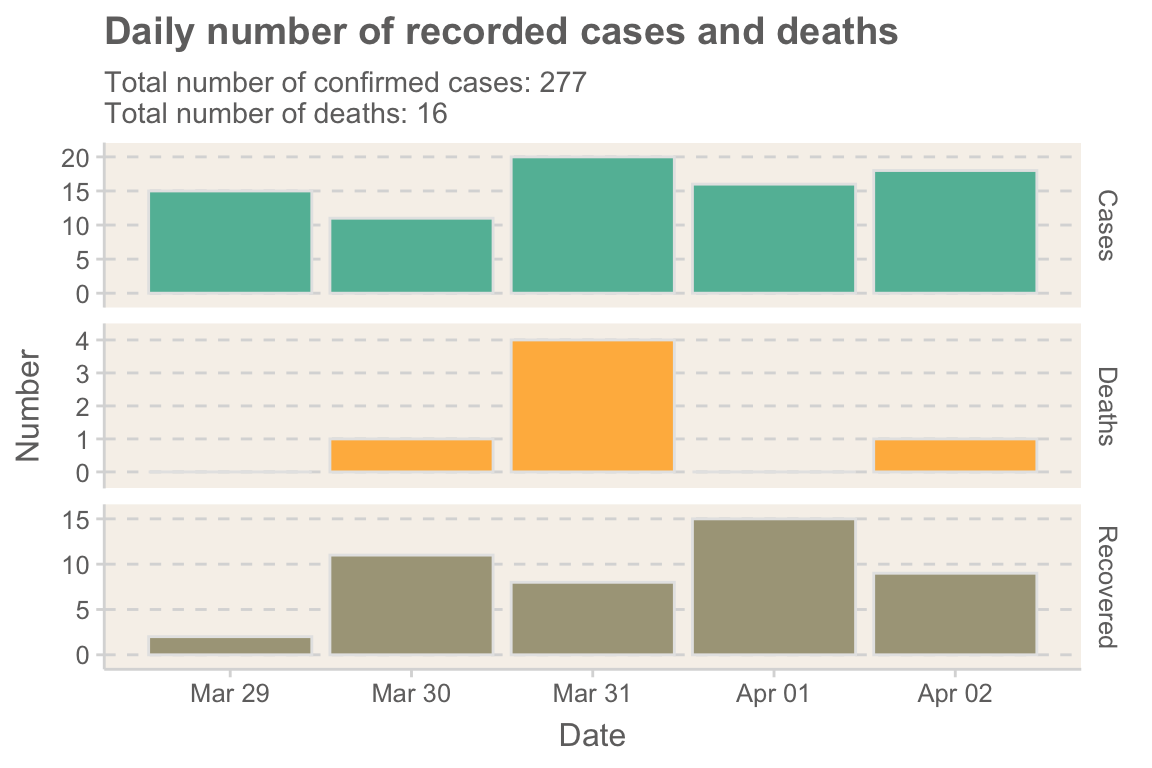 Daily number of recorded cases and deaths
Total number of confirmed cases: 277
Total number of deaths: 16
20
15
10
5
0
Cases
4
3
2
1
0
Deaths
Number
15
10
5
0
Recovered
Mar 29 Mar 30 Mar 31 Apr 01 Apr 02
Date